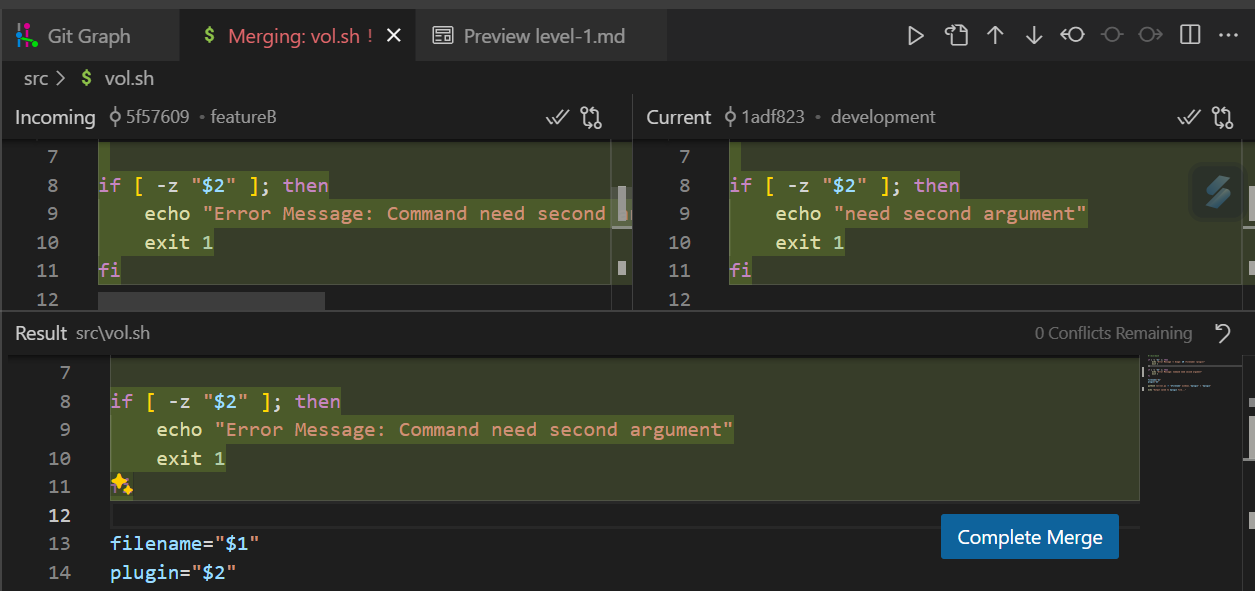 Git Graph $ Merging: vol.sh ! Preview level-1.md
src > $ vol.sh
Incoming 5f57609 • featureB
7
8 if [ -z "$2" ]; then
9 echo "Error Message: Command need second
10 exit 1
11 fi
12
Current 1adf823 • development
7
8 if [ -z "$2" ]; then
9 echo "need second argument"
10 exit 1
11 fi
12
Result src\vol.sh 0 Conflicts Remaining
7
8 if [ -z "$2" ]; then
9 echo "Error Message: Command need second argument"
10 exit 1
11
12
13 filename="$1"
14 plugin="$2"
Complete Merge